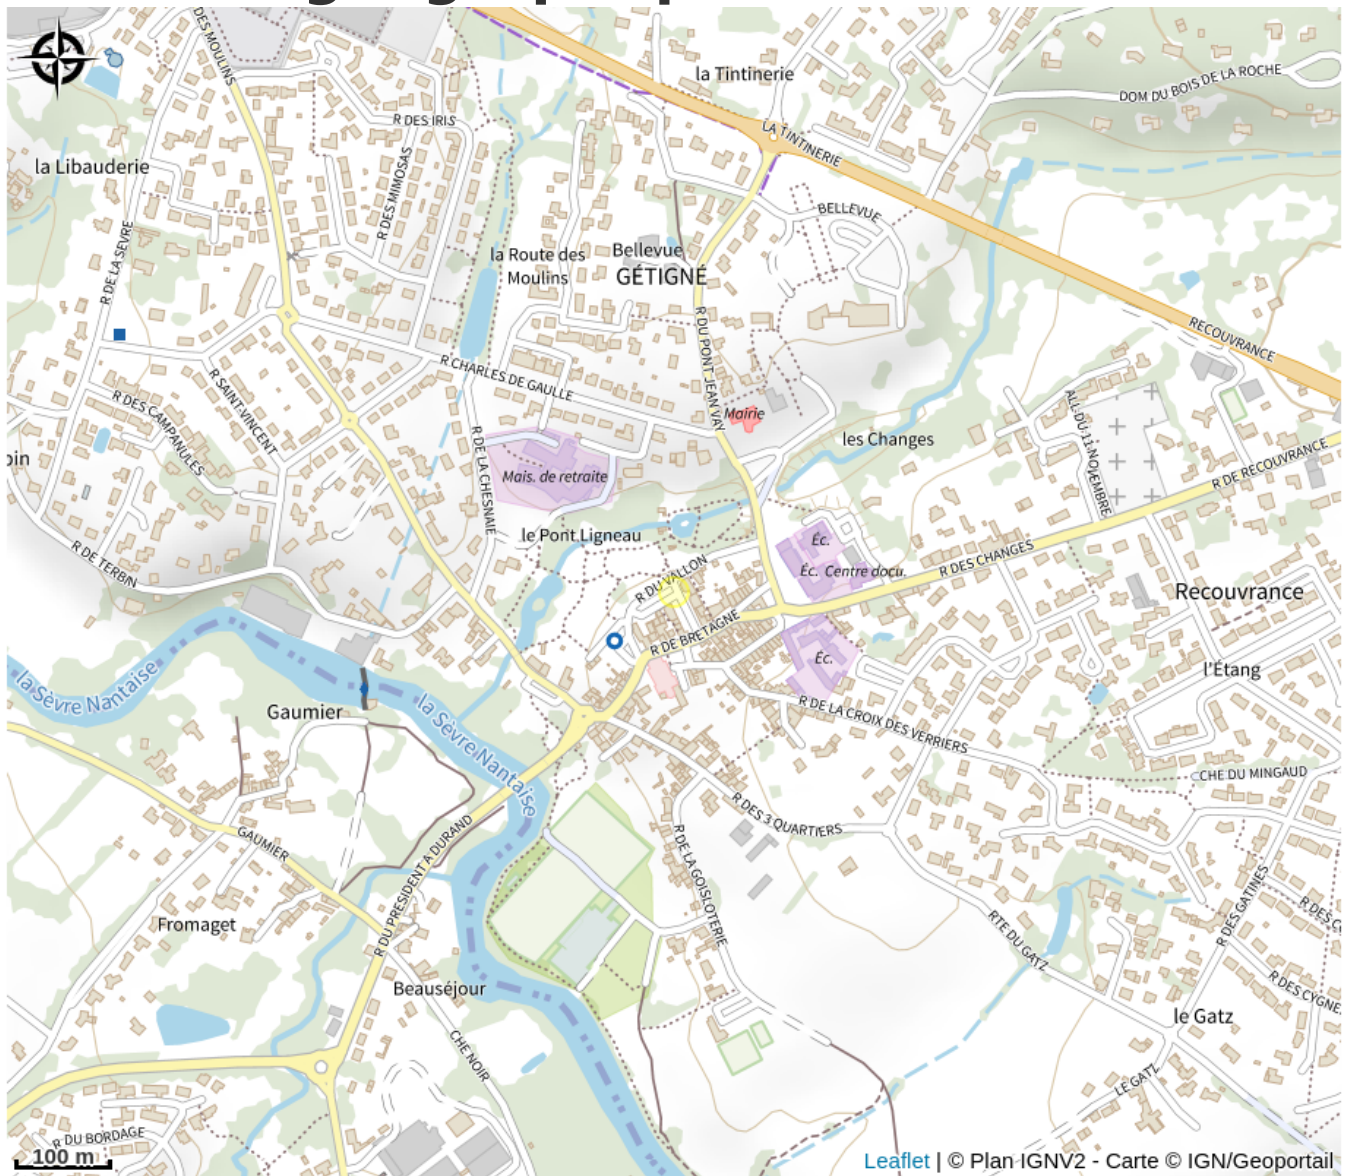 DES MOULINS
la Tintinerie
DOM DU BOIS DE LA ROCHE
R DES IRIS
LA TINTINERIE
la Libauderie
R DES MIMOSAS
BELLEVUE
R DE LA SEVRE
la Route des
Moulins
Bellevue
GÉTIGNÉ
R DU PONT JEAN VAY
RECOUVRANCE
R CHARLES DE GAULLE
R SAINT-VINCENT
R DES CAMPANULES
Mairie
les Changes
ALL DU 11 NOVEMBRE
oin
R DE LA CHESNAIE
Mais. de retraite
R DE RECOUVRANCE
le Pont Ligneau
Éc.
R DE TERBIN
R DU VALLON
Éc.
Centre docu.
R DES CHANGES
Recouvrance
R DE BRETAGNE
Éc.
l'Étang
la Sèvre Nantaise
Gaumier
la Sèvre Nantaise
R DE LA CROIX DES VERRIERS
CHE DU MINGAUD
R DES 3 QUARTIERS
GAUMIER
R DU PRESIDENT A DURAND
R DE LA GOISLOTERIE
R DES GATINES
R DES C
Fromaget
RTE DU GATZ
Beauséjour
R DES CYGNE
le Gatz
CHE NOIR
LE GATZ
R DU BORDAGE
100 m
Leaflet | © Plan IGNV2 - Carte © IGN/Geoportail